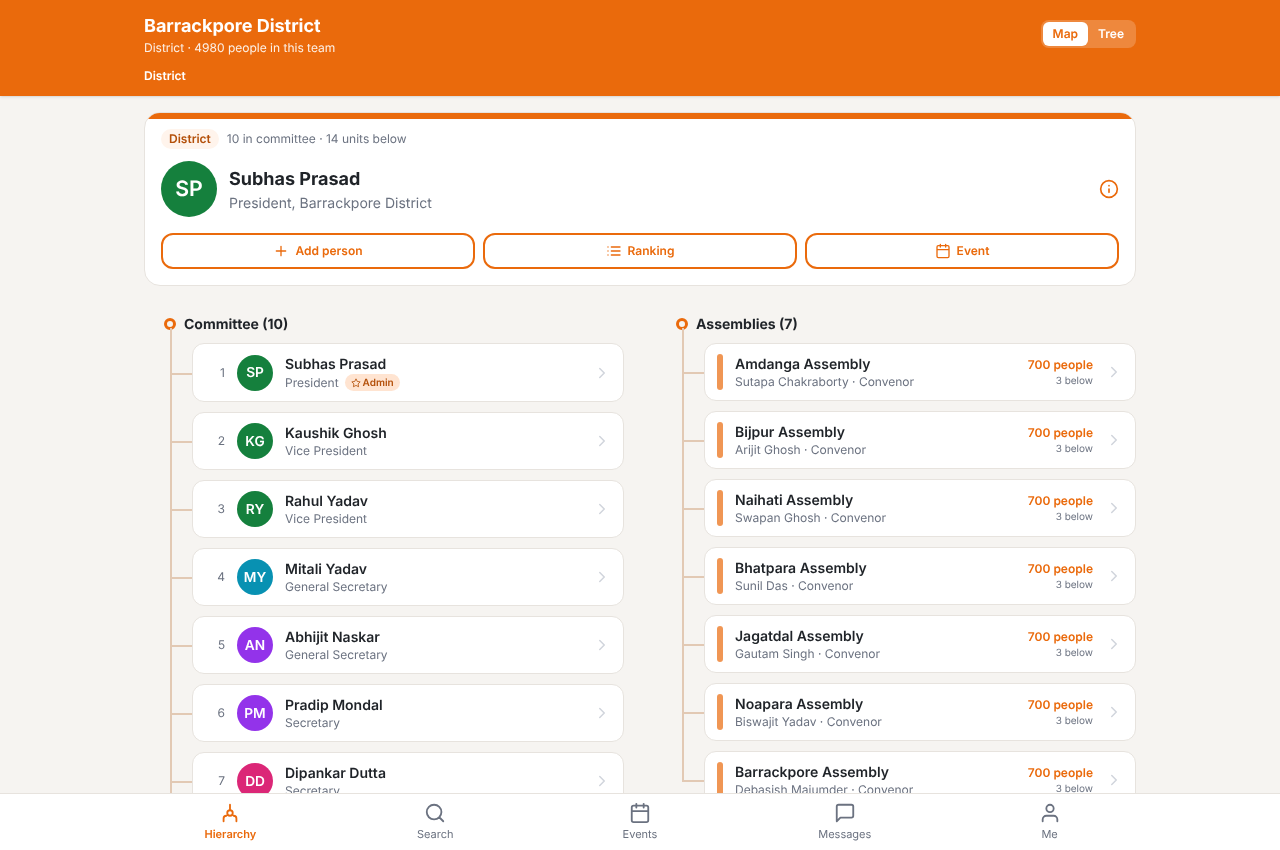 Barrackpore District
District · 4980 people in this team
Map
Tree
District
District
10 in committee · 14 units below
SP
Subhas Prasad
President, Barrackpore District
Add person
Ranking
Event
Committee (10)
1
SP
Subhas Prasad
President
Admin
2
KG
Kaushik Ghosh
Vice President
3
RY
Rahul Yadav
Vice President
4
MY
Mitali Yadav
General Secretary
5
AN
Abhijit Naskar
General Secretary
6
PM
Pradip Mondal
Secretary
7
DD
Dipankar Dutta
Secretary
Assemblies (7)
Amdanga Assembly
Sutapa Chakraborty · Convenor
700 people
3 below
Bijpur Assembly
Arijit Ghosh · Convenor
700 people
3 below
Naihati Assembly
Swapan Ghosh · Convenor
700 people
3 below
Bhatpara Assembly
Sunil Das · Convenor
700 people
3 below
Jagatdal Assembly
Gautam Singh · Convenor
700 people
3 below
Noapara Assembly
Biswajit Yadav · Convenor
700 people
3 below
Barrackpore Assembly
Debasish Majumder · Convenor
700 people
3 below
Hierarchy
Search
Events
Messages
Me